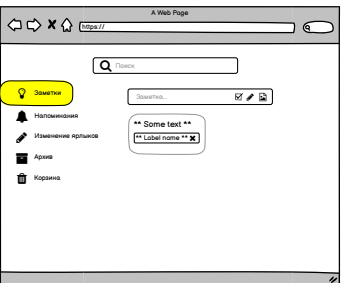 A Web Page
https://
Поиск
Заметки
Заметка...
Напоминания
** Some text **
** Label name **
Изменение ярлыков
Архив
Корзина